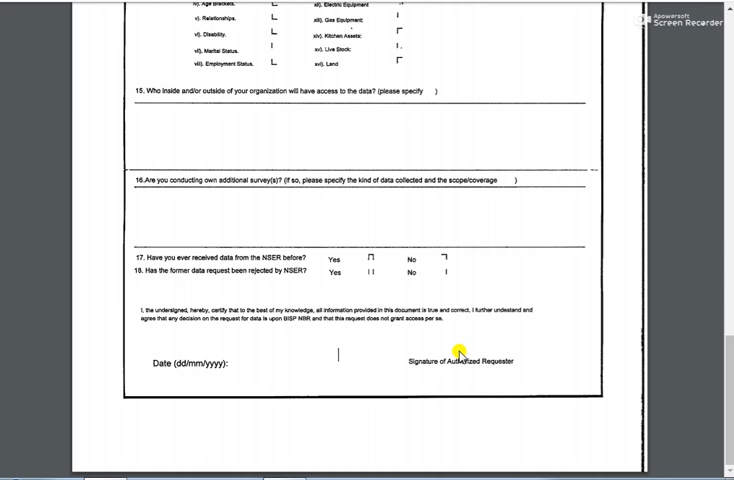 iv). Age Brackets.
v). Relationships.
vi). Disability.
vii). Marital Status.
viii). Employment Status.
xii). Electric Equipment
xiii). Gas Equipment:
xiv). Kitchen Assets:
xv). Live Stock:
xvi). Land
Apowersoft
Screen Recorder
15. Who inside and/or outside of your organization will have access to the data? (please specify )
16.Are you conducting own additional survey(s)? (if so, please specify the kind of data collected and the scope/coverage )
17. Have you ever received data from the NSER before? Yes No
18. Has the former data request been rejected by NSER? Yes No
I, the undersigned, hereby, certify that to the best of my knowledge, all information provided in this document is true and correct. I further undestand and
agree that any decision on the request for data is upon BISP NBR and that this request does not grant access per sa.
Date (dd/mm/yyyy):
Signature of Authorized Requester